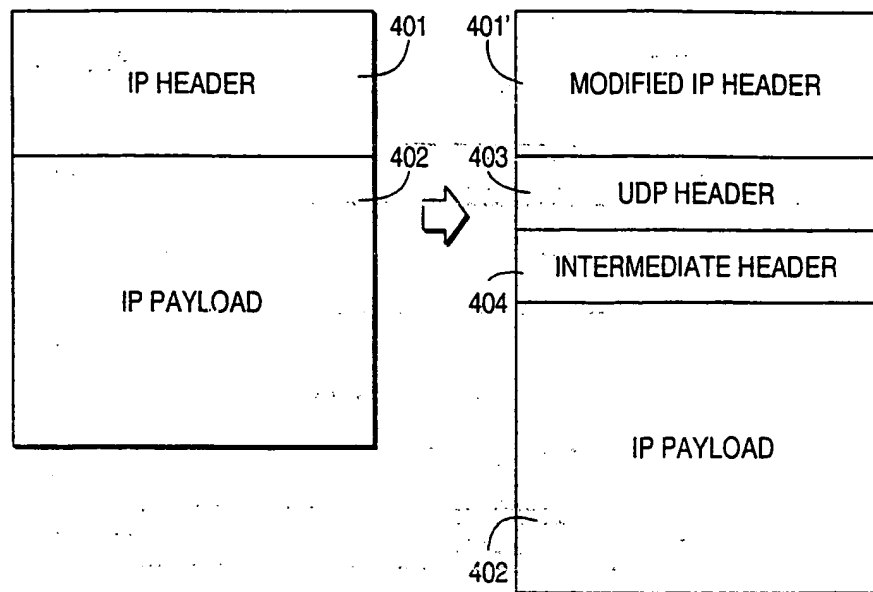 401
IP HEADER
402
IP PAYLOAD
401'
MODIFIED IP HEADER
403
UDP HEADER
INTERMEDIATE HEADER
404
IP PAYLOAD
402